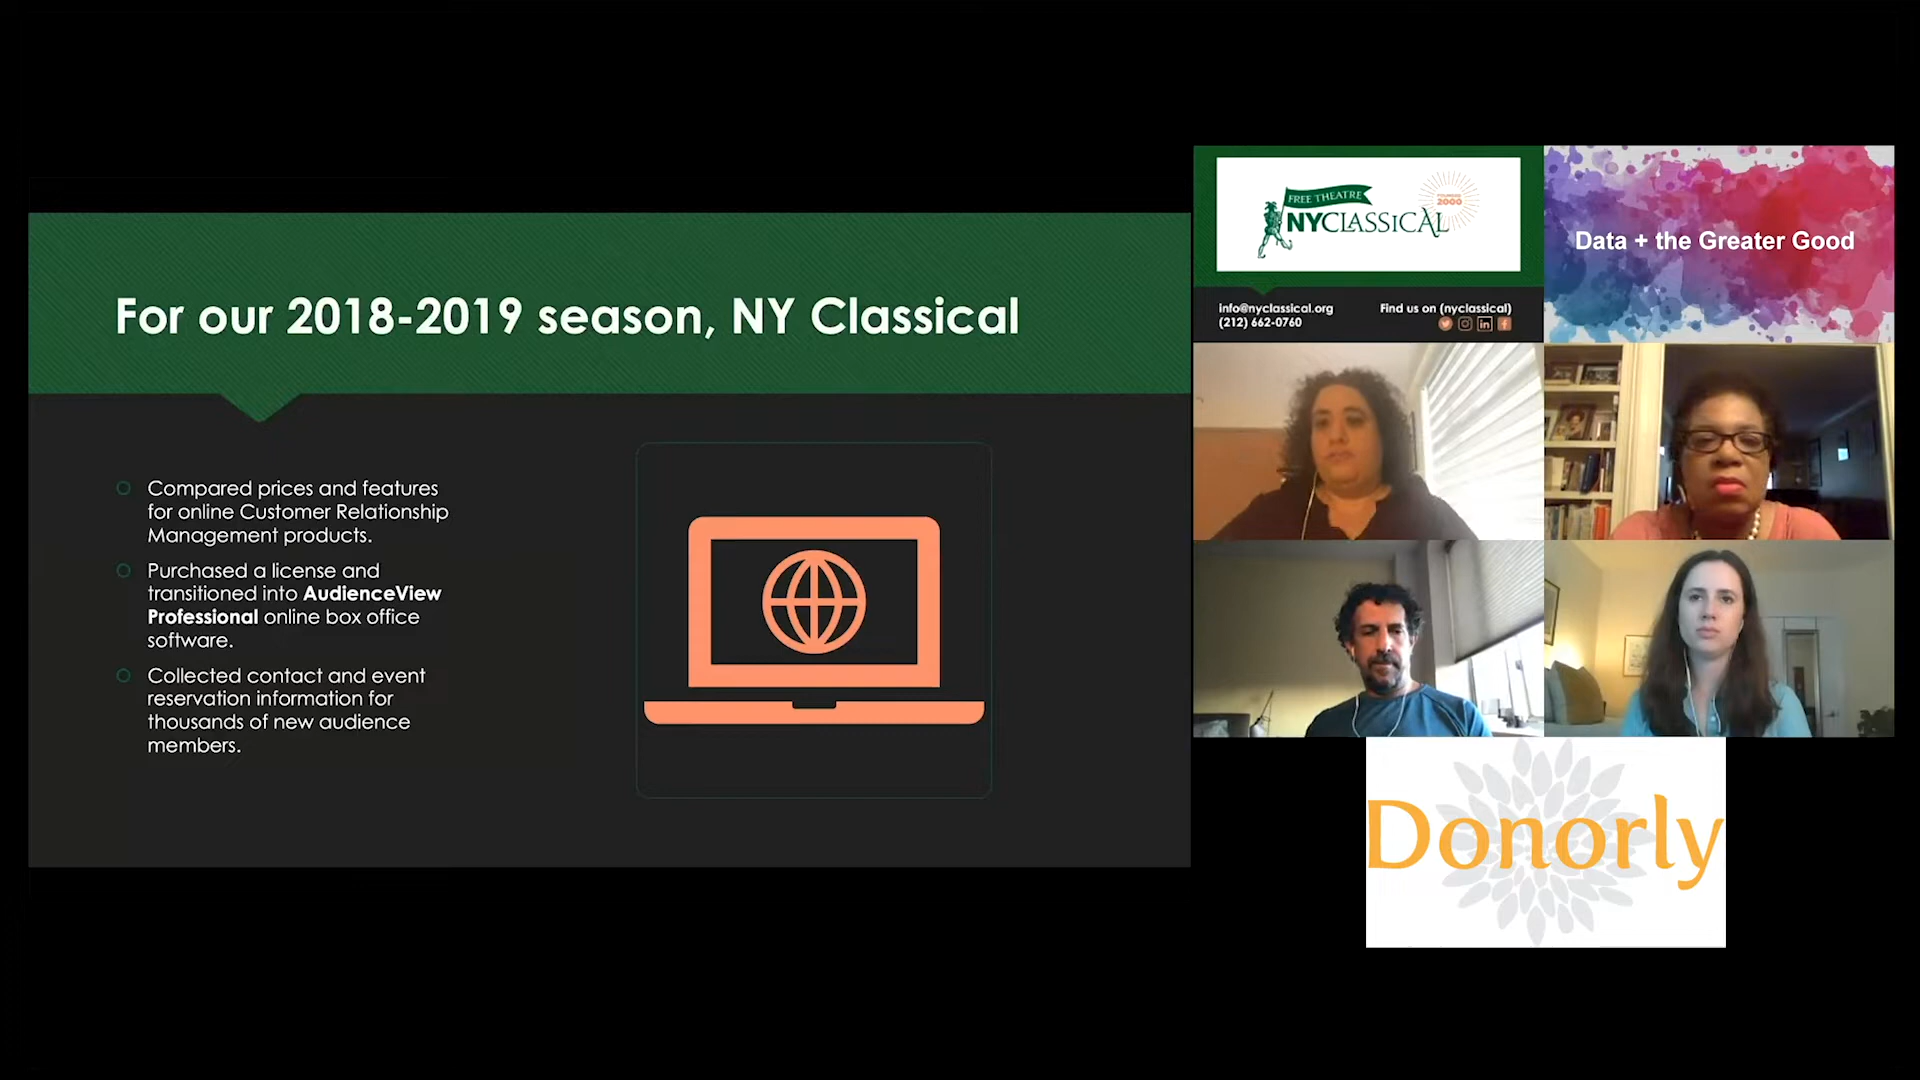 For our 2018-2019 season, NY Classical
Compared prices and features
for online Customer Relationship
Management products.
Purchased a license and
transitioned into AudienceView
Professional online box office
software.
Collected contact and event
reservation information for
thousands of new audience
members.
FREE THEATRE
NYCLASSICAL
FOUNDED
2000
info@nyclassical.org
(212) 662-0760
Find us on (nyclassical)
Data + the Greater Good
Donorly